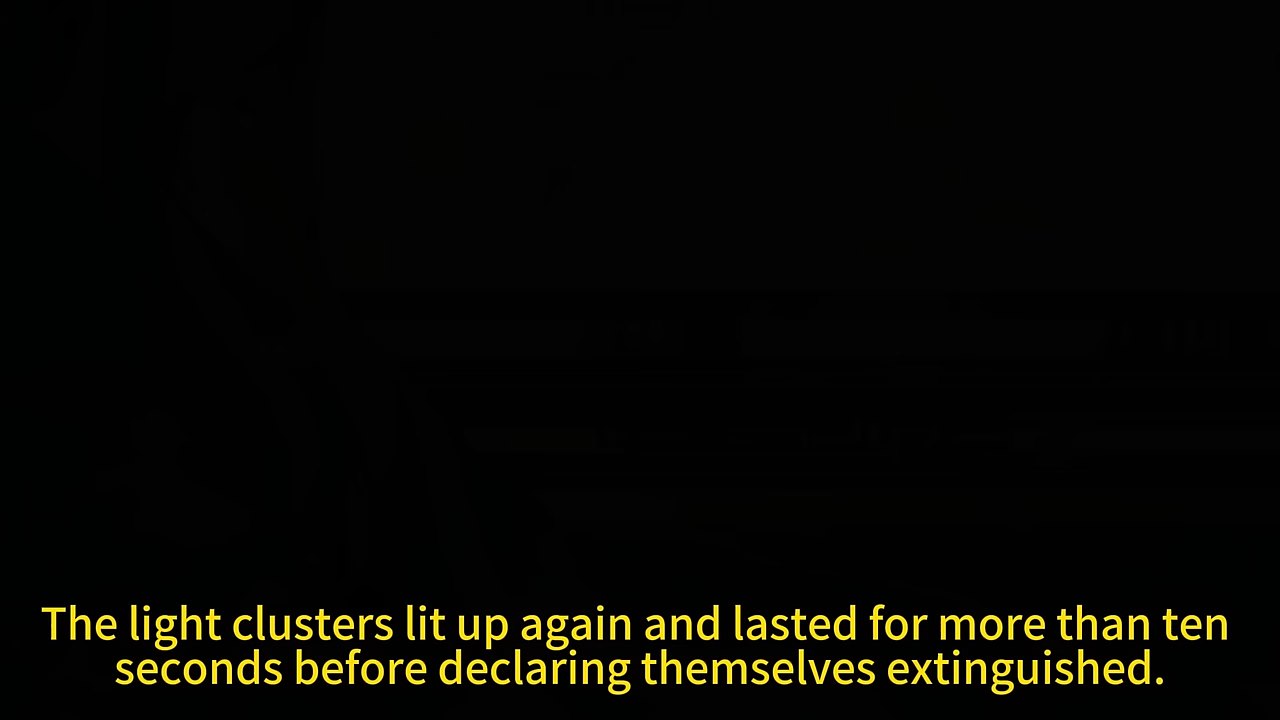 The light clusters lit up again and lasted for more than ten
seconds before declaring themselves extinguished.